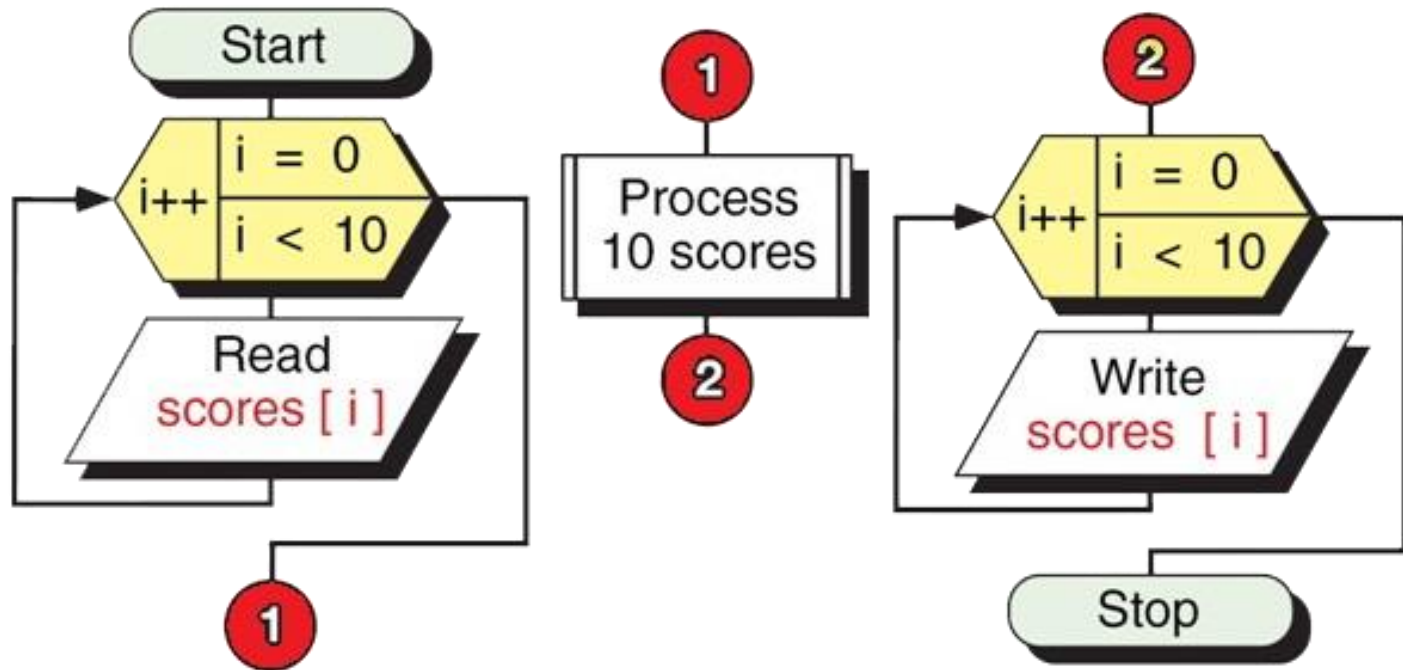 Start
i++
i = 0
i < 10
Read
scores [ i ]
1
1
Process
10 scores
2
2
i++
i = 0
i < 10
Write
scores [ i ]
Stop